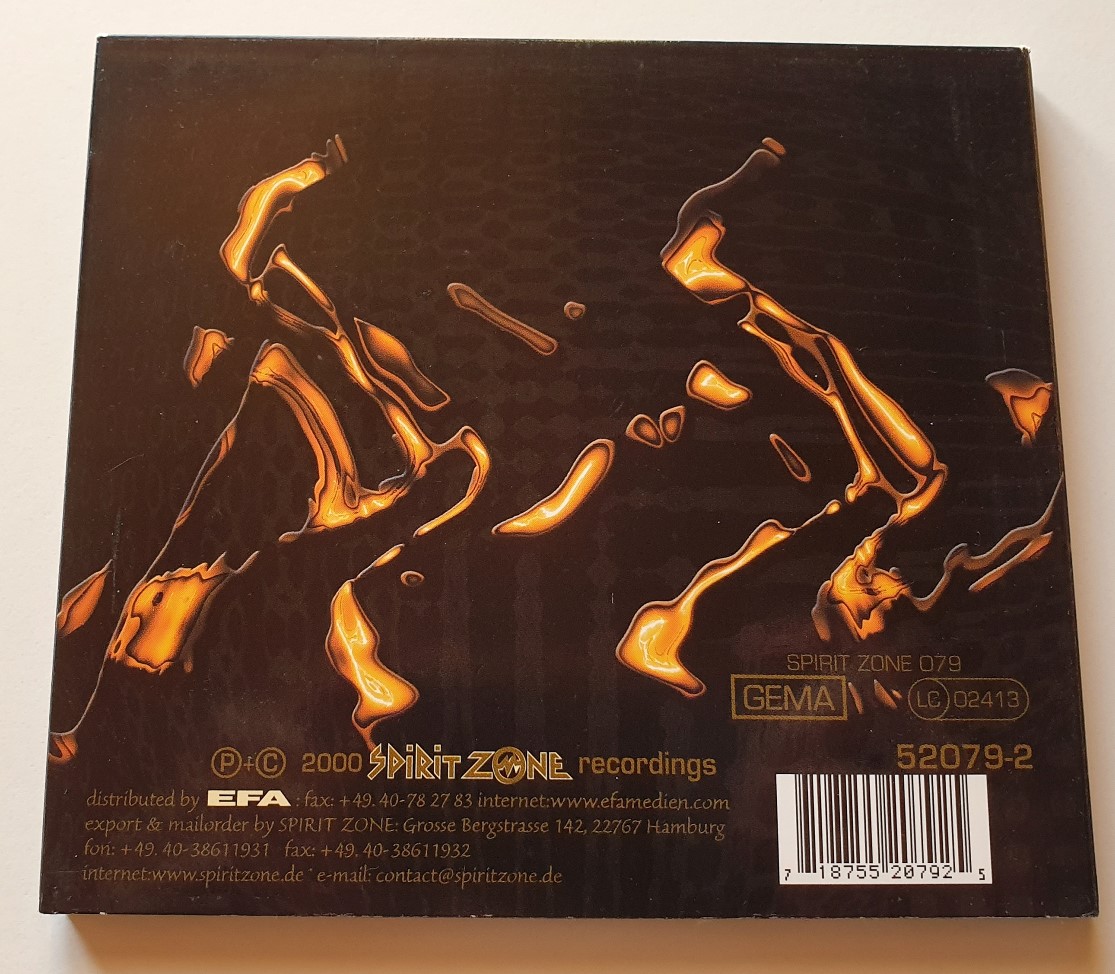 SPIRIT ZONE 079
GEMA LC 02413
52079-2
Ⓟ+© 2000 SPiRiT ZONE recordings
distributed by EFA : fax: +49. 40-78 27 83 internet:www.efamedien.com
export & mailorder by SPIRIT ZONE: Grosse Bergstrasse 142, 22767 Hamburg
fon: +49. 40-38611931 fax: +49. 40-38611932
internet:www.spiritzone.de · e-mail: contact@spiritzone.de
7 18755 20792 5